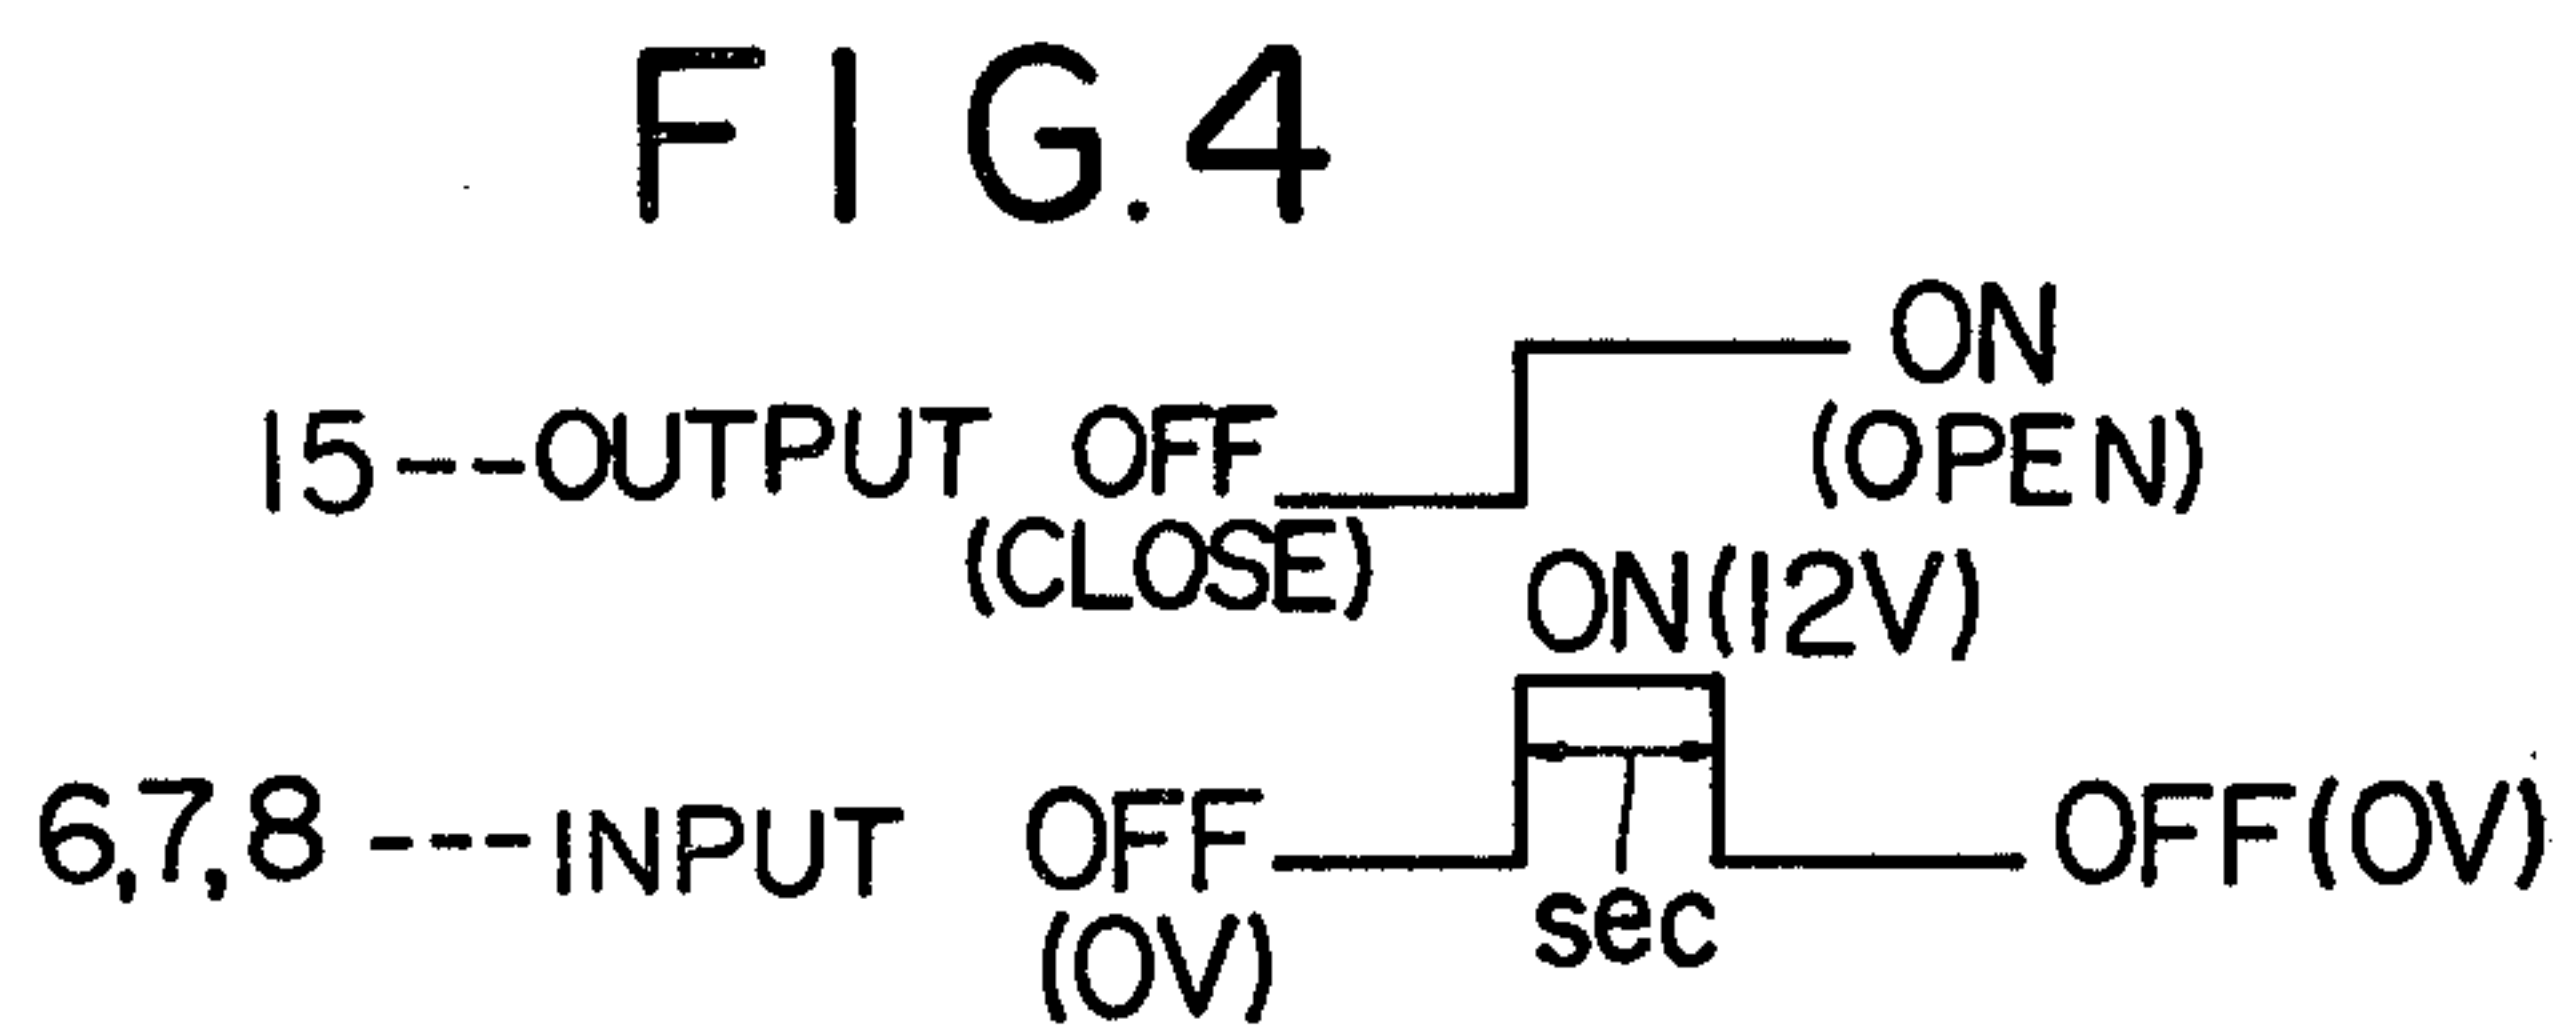 FIG.4
ON
15--OUTPUT OFF
(OPEN)
(CLOSE)
ON(12V)
6,7,8 ---INPUT OFF
OFF(0V)
sec
(0V)